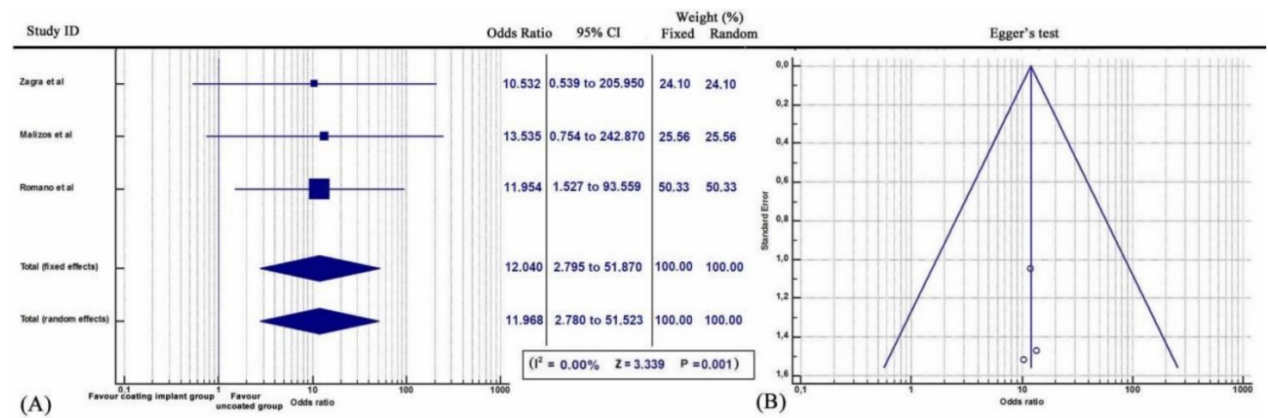 Study ID
Weight (%)
Odds Ratio 95% CI Fixed Random
Egger's test
Zagra et al 10.532 0.539 to 205.950 24.10 24.10
Malizos et al 13.535 0.754 to 242.870 25.56 25.56
Romano et al 11.954 1.527 to 93.559 50.33 50.33
Total (fixed effects) 12.040 2.795 to 51.870 100.00 100.00
Total (random effects) 11.968 2.780 to 51.523 100.00 100.00
(I² = 0.00% Z = 3.339 P = 0.001)
0,1 1 10 100 1000
Favour coating implant group
Favour
uncoated group
Odds ratio
(A)
0,0
0,2
0,4
0,6
0,8
1,0
1,2
1,4
1,6
Standard Error
0,1 1 10 100 1000
Odds ratio
(B)